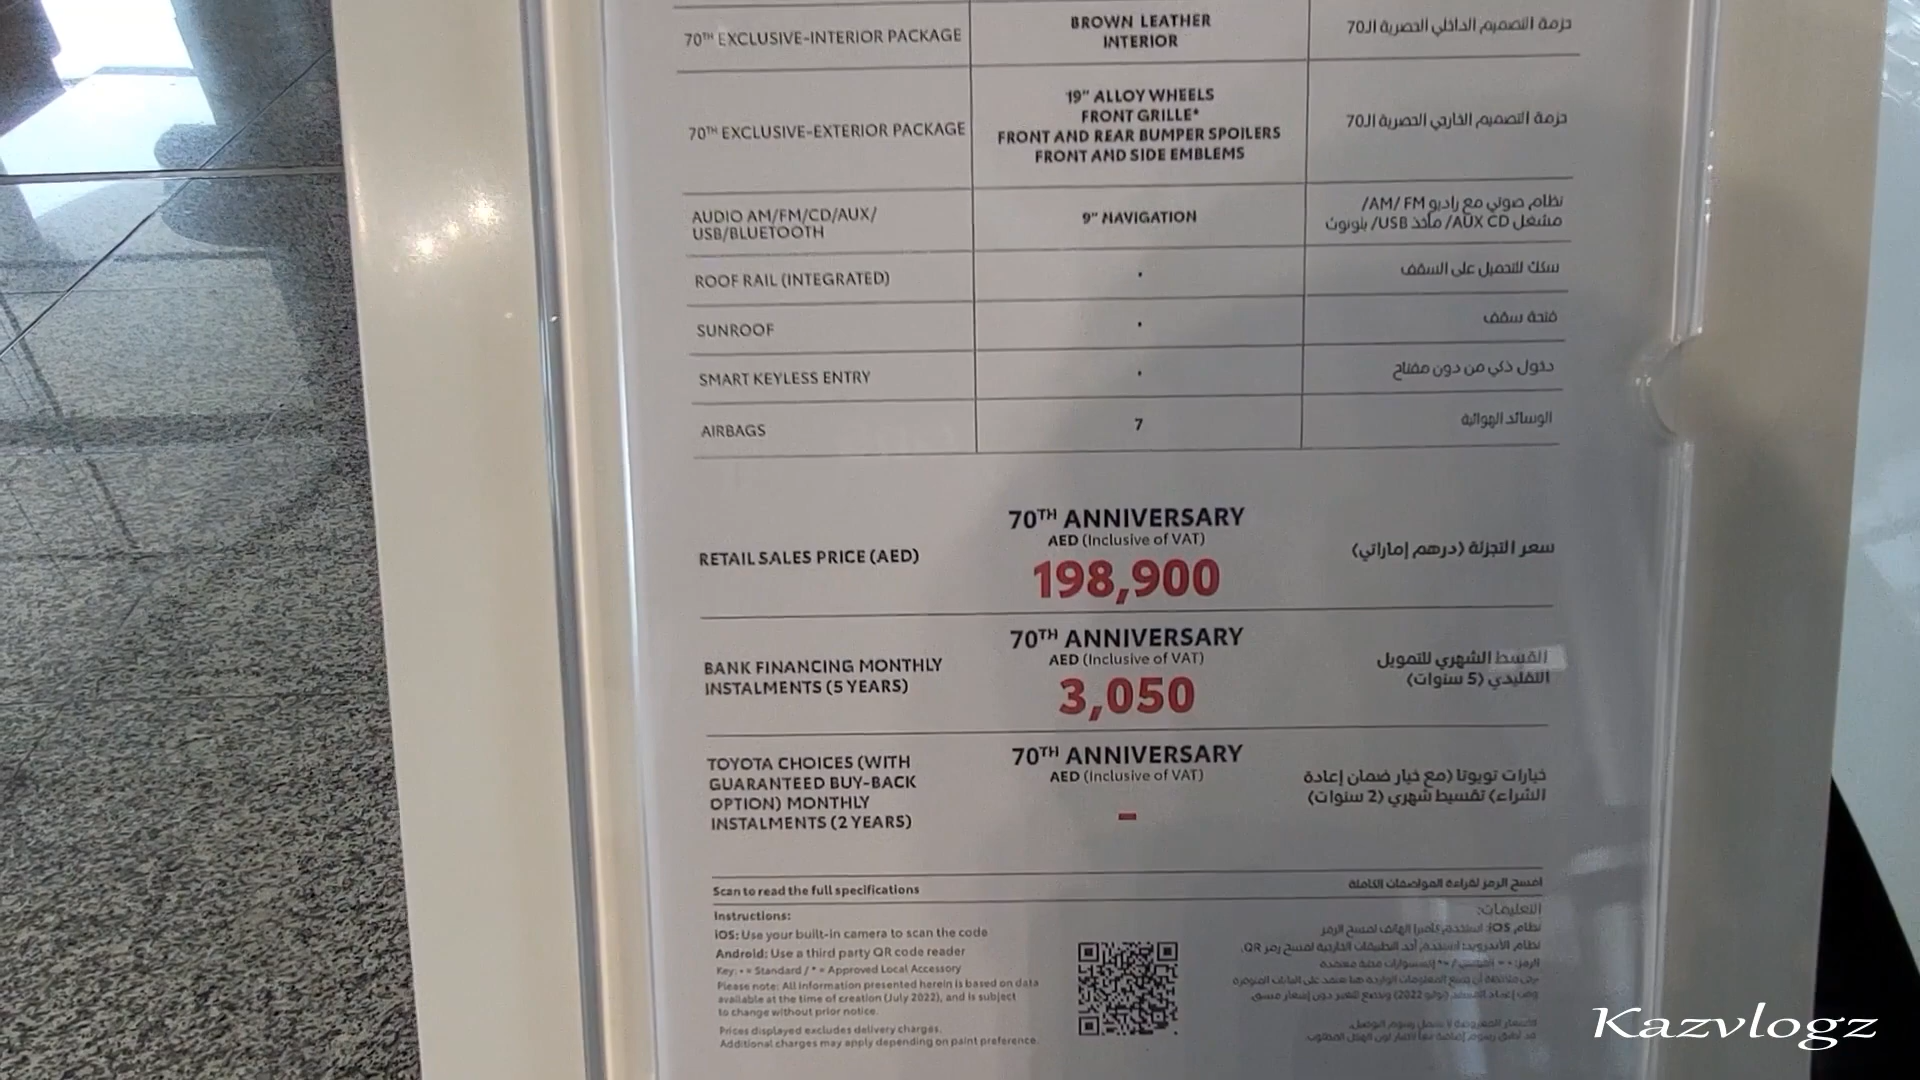 70TH EXCLUSIVE-INTERIOR PACKAGE
BROWN LEATHER
INTERIOR
حزمة التصميم الداخلي الحصرية الـ70
70TH EXCLUSIVE-EXTERIOR PACKAGE
19" ALLOY WHEELS
FRONT GRILLE*
FRONT AND REAR BUMPER SPOILERS
FRONT AND SIDE EMBLEMS
حزمة التصميم الخارجي الحصرية الـ70
AUDIO AM/FM/CD/AUX/
USB/BLUETOOTH
9" NAVIGATION
نظام صوتي مع راديو AM/ FM/
مشغل AUX CD/ مأخذ USB/ بلوتوث
ROOF RAIL (INTEGRATED)
•
سكك للتحميل على السقف
SUNROOF
•
فتحة سقف
SMART KEYLESS ENTRY
•
دخول ذكي من دون مفتاح
AIRBAGS
7
الوسائد الهوائية
RETAIL SALES PRICE (AED)
70TH ANNIVERSARY
AED (Inclusive of VAT)
198,900
سعر التجزئة (درهم إماراتي)
BANK FINANCING MONTHLY
INSTALMENTS (5 YEARS)
70TH ANNIVERSARY
AED (Inclusive of VAT)
3,050
القسط الشهري للتمويل
التقليدي (5 سنوات)
TOYOTA CHOICES (WITH
GUARANTEED BUY-BACK
OPTION) MONTHLY
INSTALMENTS (2 YEARS)
70TH ANNIVERSARY
AED (Inclusive of VAT)
-
خيارات تويوتا (مع خيار ضمان إعادة
الشراء) تقسيط شهري (2 سنوات)
Scan to read the full specifications
امسح الرمز لقراءة المواصفات الكاملة
Instructions:
iOS: Use your built-in camera to scan the code
Android: Use a third party QR code reader
Key: • = Standard / * = Approved Local Accessory
Please note: All information presented herein is based on data
available at the time of creation (July 2022), and is subject
to change without prior notice.
Prices displayed excludes delivery charges.
Additional charges may apply depending on paint preference.
التعليمات:
نظام iOS: استخدم كاميرا الهاتف لمسح الرمز
Kazvlogz